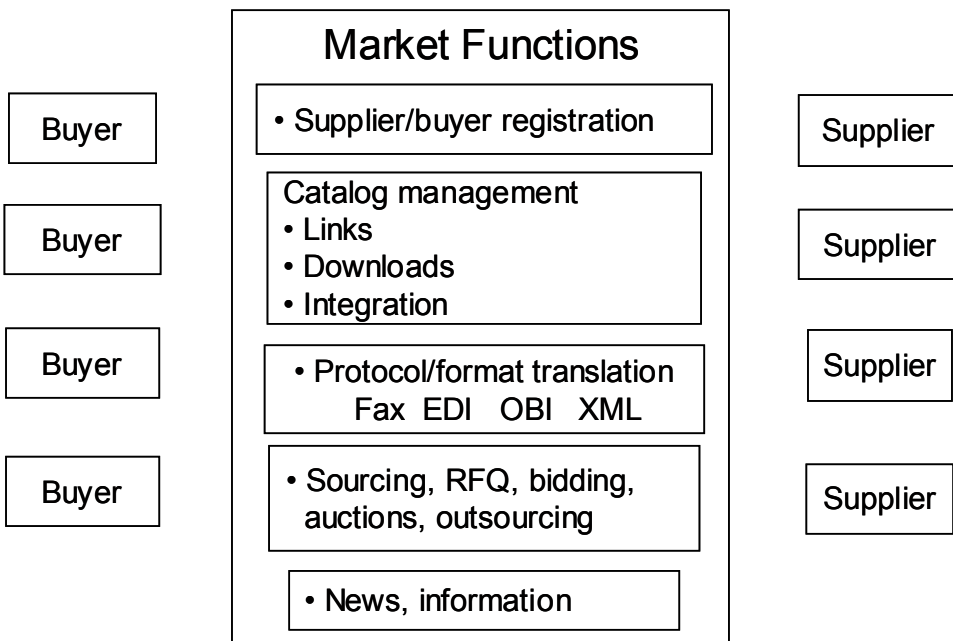 Market Functions
Buyer
• Supplier/buyer registration
Supplier
Buyer
Catalog management
• Links
• Downloads
• Integration
Supplier
Buyer
• Protocol/format translation
Fax EDI OBI XML
Supplier
Buyer
• Sourcing, RFQ, bidding,
auctions, outsourcing
Supplier
• News, information